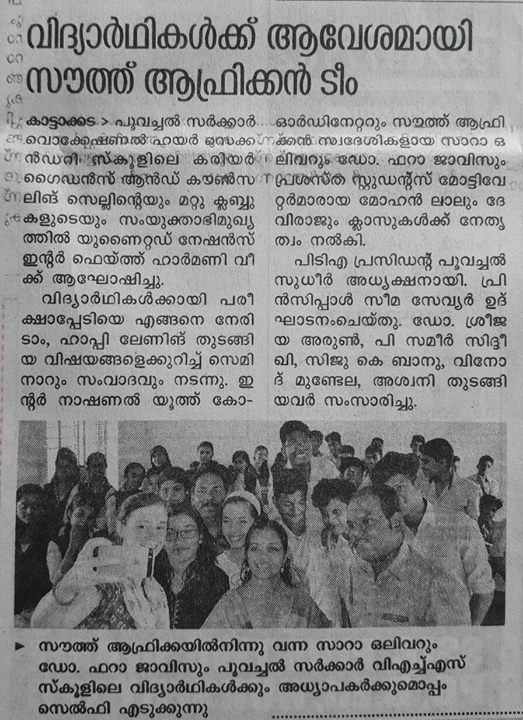 വിദ്യാർഥികൾക്ക് ആവേശമായി
സൗത്ത് ആഫ്രിക്കൻ ടീം
കാട്ടാക്കട > പൂവച്ചൽ സർക്കാർ
വൊക്കേഷണൽ ഹയർ സെക്ക
ൻഡറി സ്കൂളിലെ കരിയർ
ഗൈഡൻസ് ആൻഡ് കൗൺസ
ലിങ് സെല്ലിന്റെയും മറ്റു ക്ലബ്ബു
കളുടെയും സംയുക്താഭിമുഖ്യ
ത്തിൽ യുണൈറ്റഡ് നേഷൻസ്
ഇന്റർ ഫെയ്ത്ത് ഹാർമണി വീ
ക്ക് ആഘോഷിച്ചു.
വിദ്യാർഥികൾക്കായി പരീ
ക്ഷാപ്പേടിയെ എങ്ങനെ നേരി
ടാം, ഹാപ്പി ലേണിങ് തുടങ്ങി
യ വിഷയങ്ങളെക്കുറിച്ച് സെമി
നാറും സംവാദവും നടന്നു. ഇ
ന്റർ നാഷണൽ യൂത്ത് കോ-
ഓർഡിനേറ്ററും സൗത്ത് ആഫ്രി
ക്കൻ സ്വദേശികളായ സാറാ ഒ
ലിവറും ഡോ. ഫറാ ജാവിസും
പ്രശസ്ത സ്റ്റുഡന്റ്സ് മോട്ടിവേ
റ്റർമാരായ മോഹൻ ലാലും ദേ
വിരാജും ക്ലാസുകൾക്ക് നേതൃ
ത്വം നൽകി.
പിടിഎ പ്രസിഡന്റ് പൂവച്ചൽ
സുധീർ അധ്യക്ഷനായി. പ്രി
ൻസിപ്പാൾ സീമ സേവ്യർ ഉദ്
ഘാടനംചെയ്തു. ഡോ. ശ്രീജ
യ അരുൺ, പി സമീർ സിദ്ദീ
ഖി, സിജു കെ ബാനു, വിനോ
ദ് മുണ്ടേല, അശ്വനി തുടങ്ങി
യവർ സംസാരിച്ചു.
► സൗത്ത് ആഫ്രിക്കയിൽനിന്നു വന്ന സാറാ ഒലിവറും
ഡോ. ഫറാ ജാവിസും പൂവച്ചൽ സർക്കാർ വിഎച്ച്എസ്
സ്കൂളിലെ വിദ്യാർഥികൾക്കും അധ്യാപകർക്കുമൊപ്പം
സെൽഫി എടുക്കുന്നു